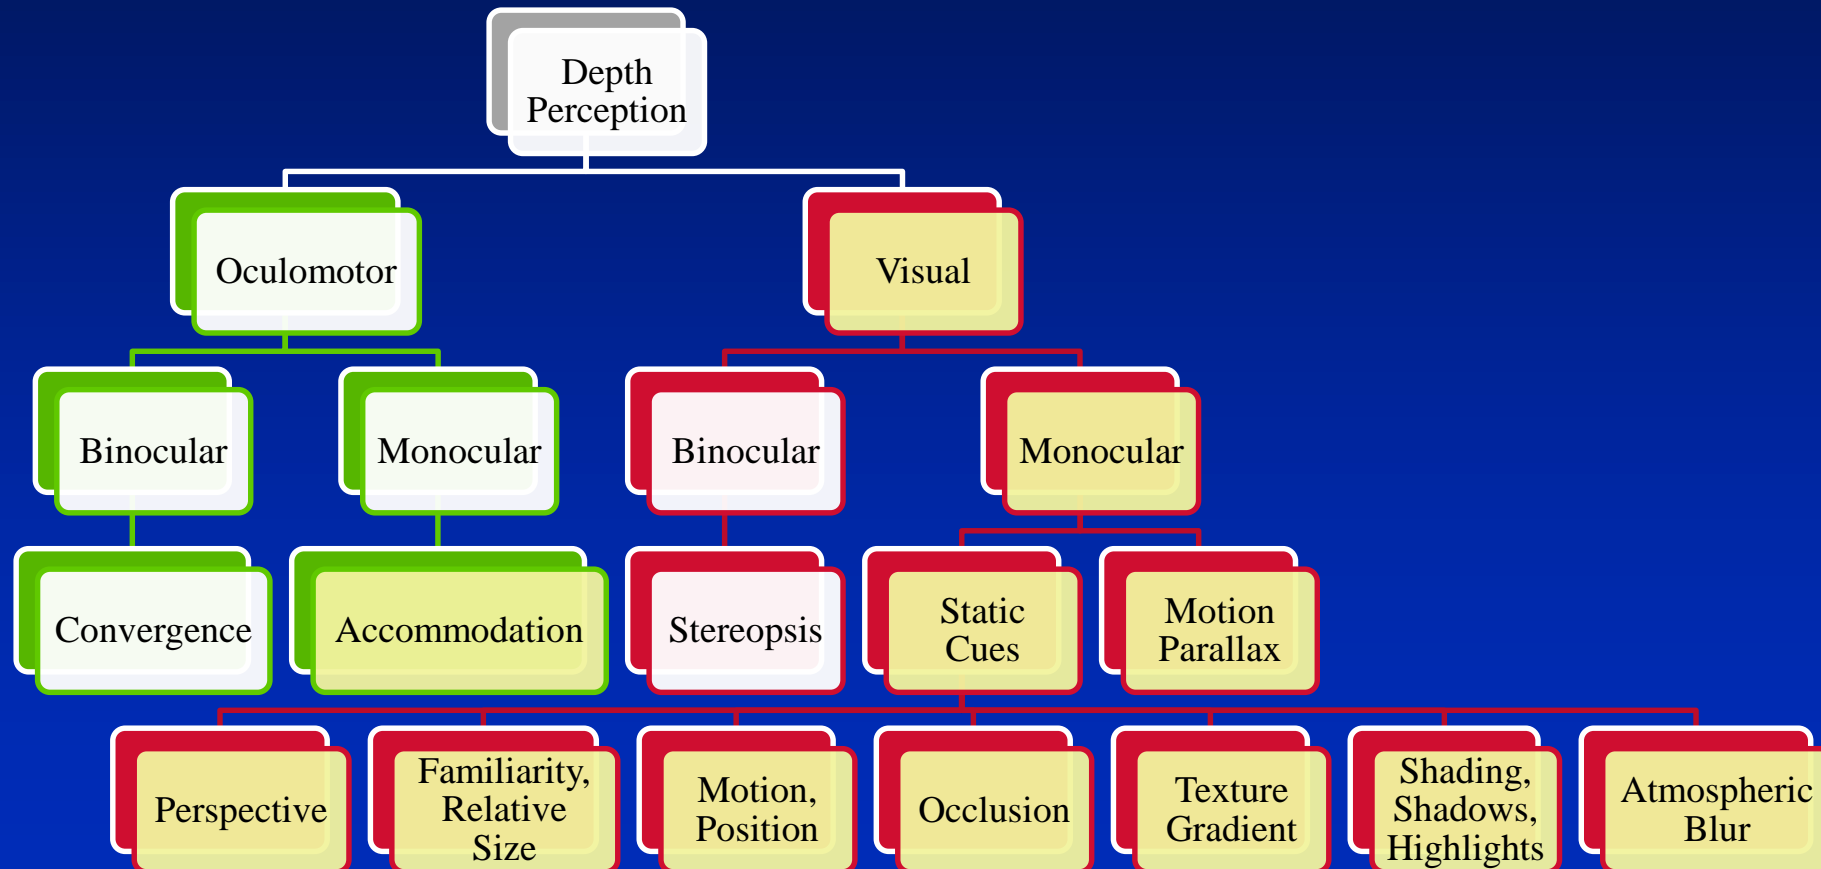 Depth
Perception
Oculomotor
Visual
Binocular
Monocular
Binocular
Monocular
Convergence
Accommodation
Stereopsis
Static
Cues
Motion
Parallax
Perspective
Familiarity,
Relative
Size
Motion,
Position
Occlusion
Texture
Gradient
Shading,
Shadows,
Highlights
Atmospheric
Blur